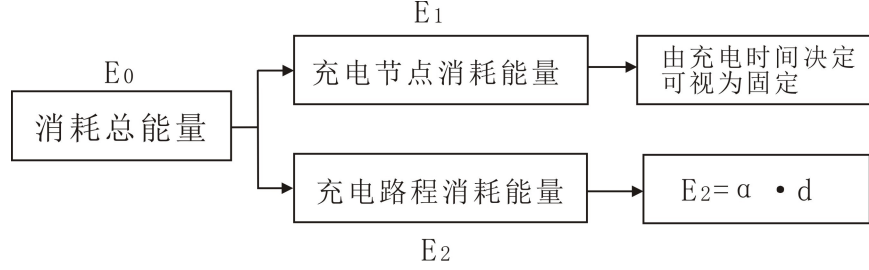 E₁
E₀
充电节点消耗能量
由充电时间决定
可视为固定
消耗总能量
充电路程消耗能量
E₂=α·d
E₂